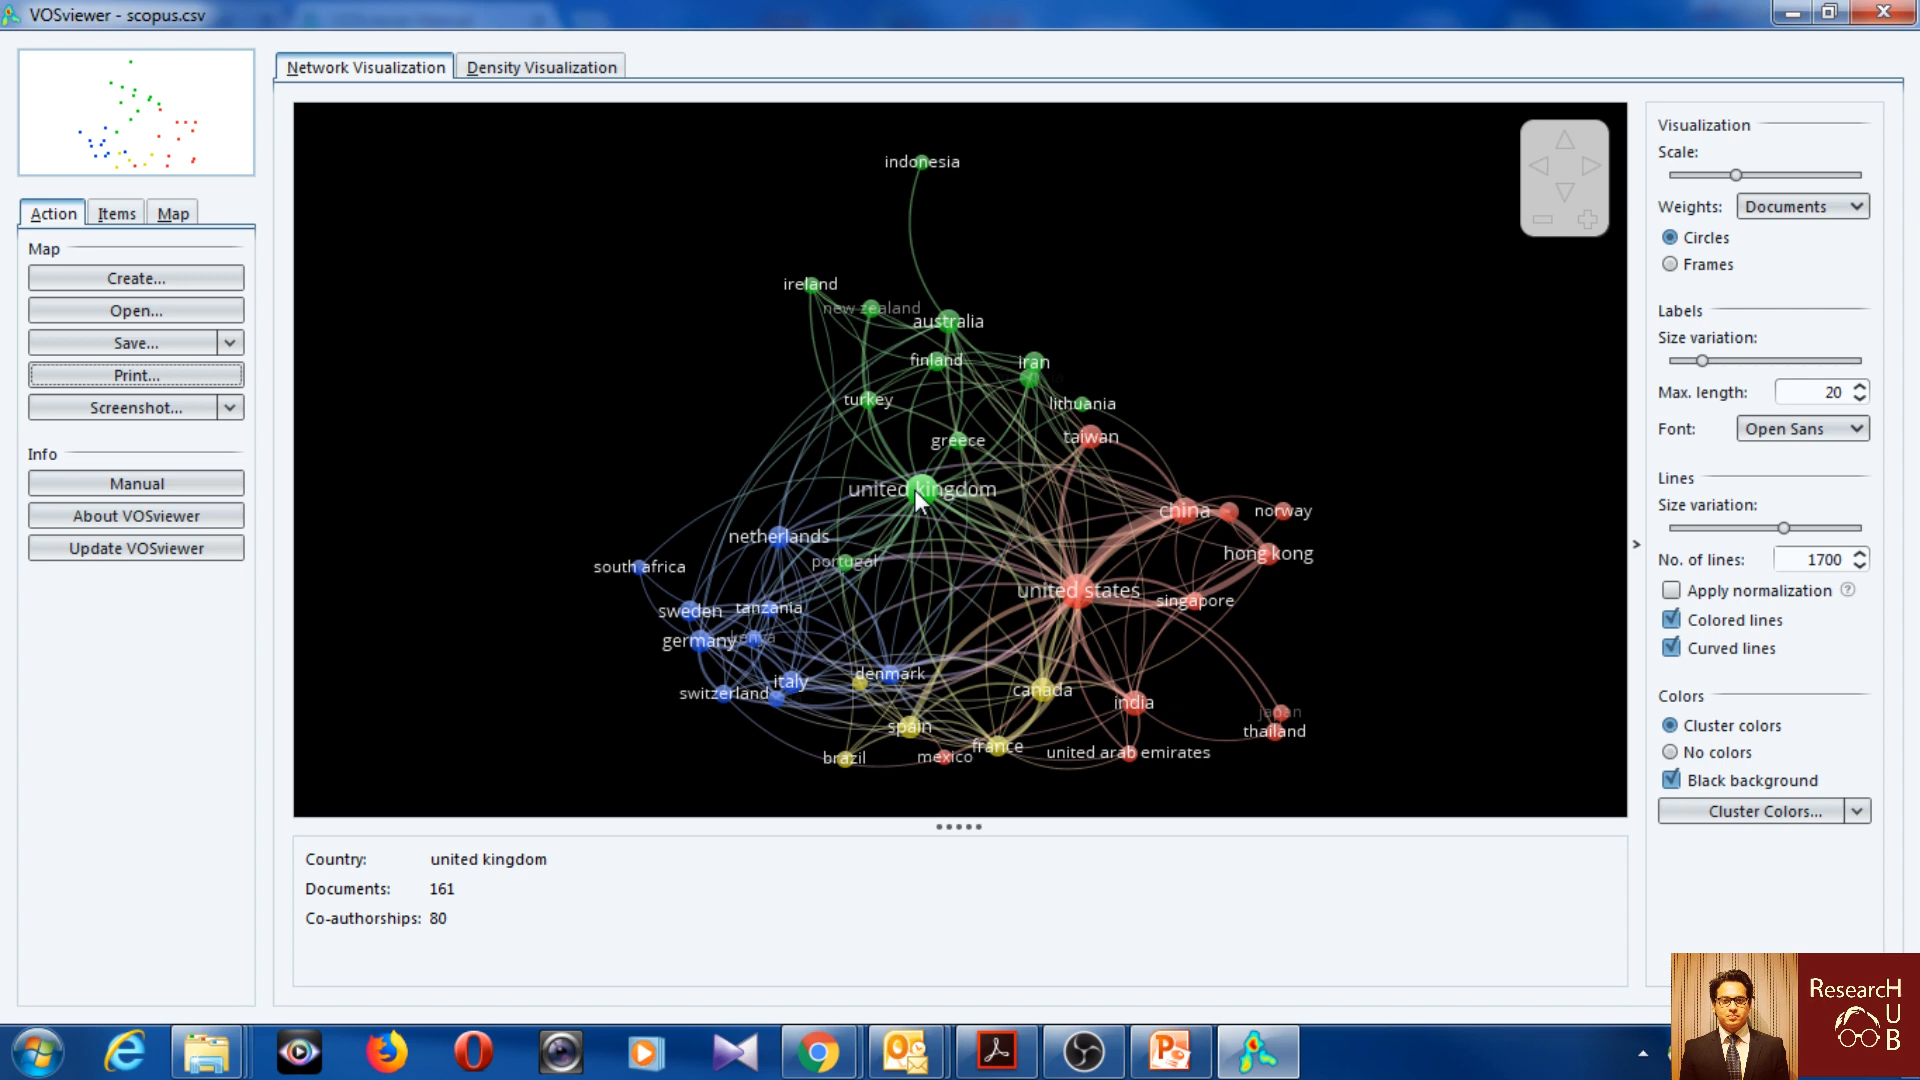 VOSviewer - scopus.csv
Network Visualization
Density Visualization
Action
Items
Map
Map
Create...
Open...
Save...
Print...
Screenshot...
Info
Manual
About VOSviewer
Update VOSviewer
indonesia
ireland
new zealand
australia
finland
iran
turkey
lithuania
greece
taiwan
united kingdom
china
norway
netherlands
hong kong
portugal
south africa
united states
singapore
sweden
tanzania
germany
kenya
denmark
italy
switzerland
canada
india
japan
spain
thailand
france
united arab emirates
brazil
mexico
Country: united kingdom
Documents: 161
Co-authorships: 80
Visualization
Scale:
Weights: Documents
Circles
Frames
Labels
Size variation:
Max. length: 20
Font: Open Sans
Lines
Size variation:
No. of lines: 1700
Apply normalization
Colored lines
Curved lines
Colors
Cluster colors
No colors
Black background
Cluster Colors...
ResearcH
U
B